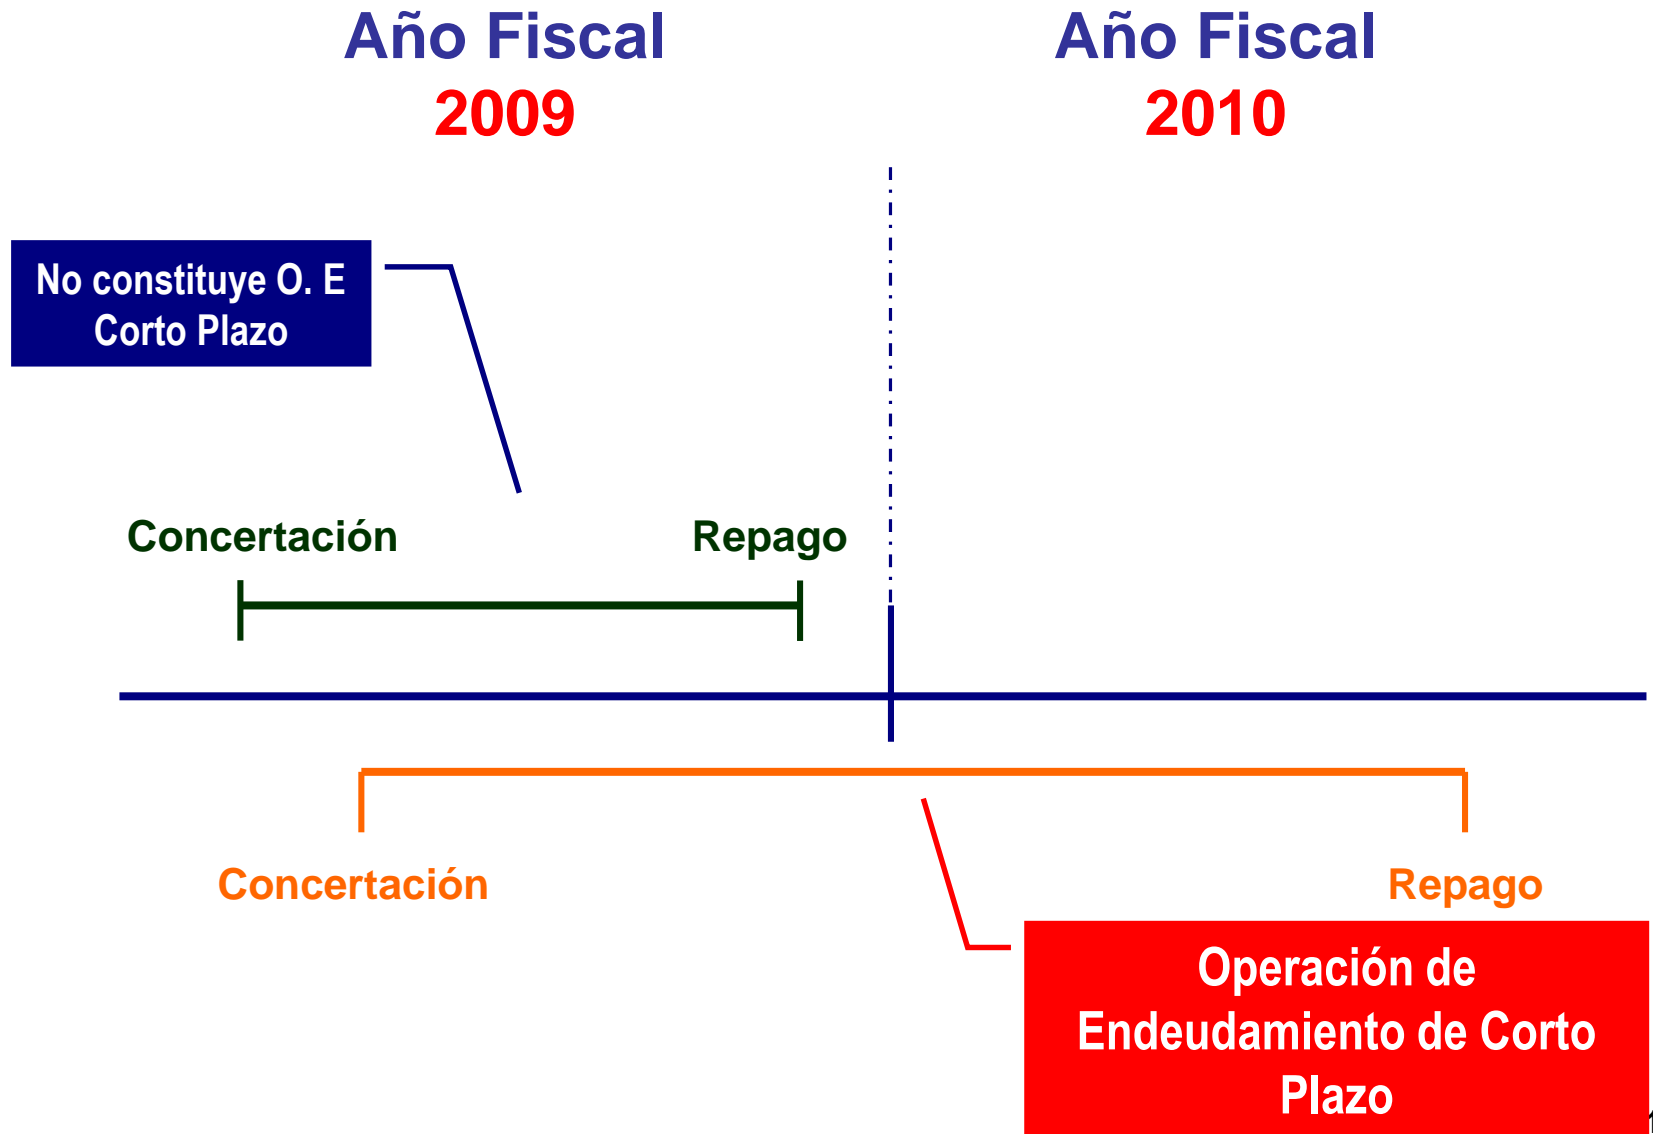 Año Fiscal
2009
Año Fiscal
2010
No constituye O. E
Corto Plazo
Concertación
Repago
Concertación
Repago
Operación de
Endeudamiento de Corto
Plazo